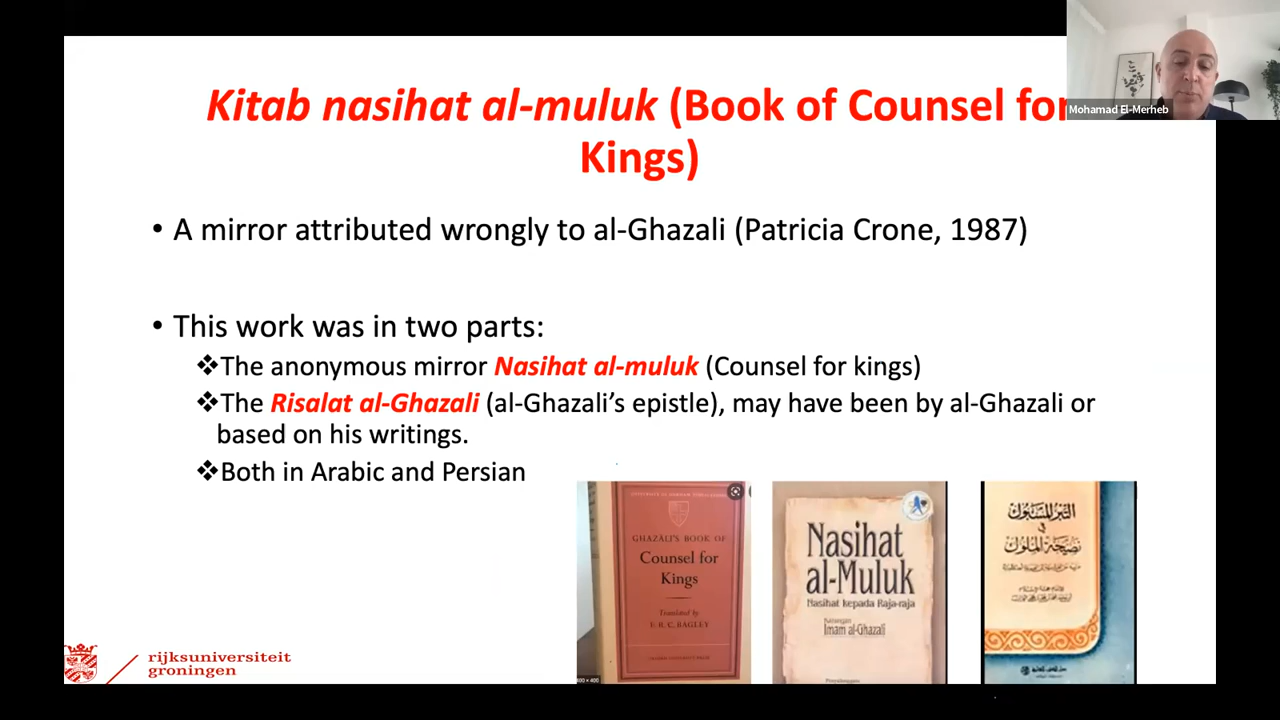 Kitab nasihat al-muluk (Book of Counsel for
Kings)
Mohamad El-Merheb
• A mirror attributed wrongly to al-Ghazali (Patricia Crone, 1987)
• This work was in two parts:
❖The anonymous mirror Nasihat al-muluk (Counsel for kings)
❖The Risalat al-Ghazali (al-Ghazali’s epistle), may have been by al-Ghazali or
based on his writings.
❖Both in Arabic and Persian
GHAZĀLĪ'S BOOK OF
Counsel for
Kings
Translated by
F. R. C. BAGLEY
Nasihat
al-Muluk
Nasihat kepada Raja-raja
Karangan
Imam al-Ghazali
التبر المسبوك
في
نصيحة الملوك
rijksuniversiteit
groningen